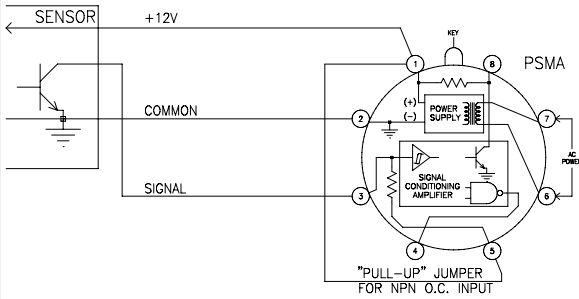 SENSOR
+12V
KEY
1
8
PSMA
(+)
(-)
POWER
SUPPLY
COMMON
2
7
AC
POWER
SIGNAL
CONDITIONING
AMPLIFIER
SIGNAL
3
6
4
5
"PULL-UP" JUMPER
FOR NPN O.C. INPUT